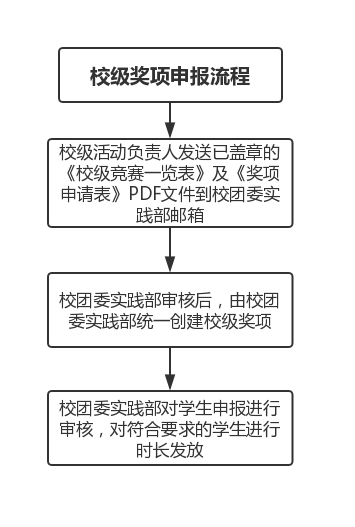 校级奖项申报流程
校级活动负责人发送已盖章的
《校级竞赛一览表》及《奖项
申请表》PDF文件到校团委实
践部邮箱
校团委实践部审核后，由校团
委实践部统一创建校级奖项
校团委实践部对学生申报进行
审核，对符合要求的学生进行
时长发放